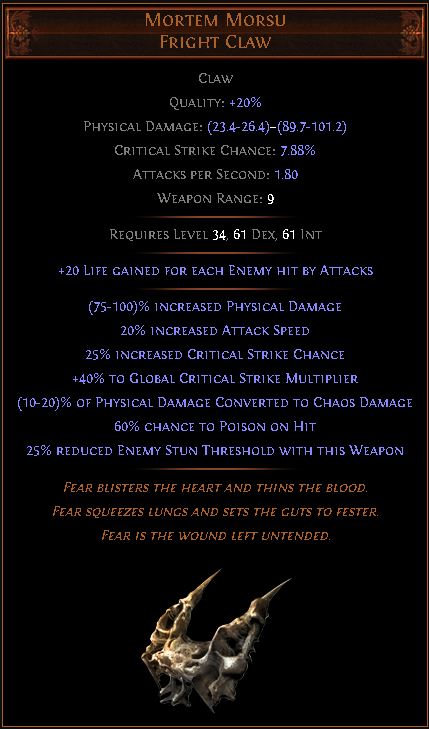 Mortem Morsu
Fright Claw
Claw
Quality: +20%
Physical Damage: (23.4-26.4)–(89.7-101.2)
Critical Strike Chance: 7.88%
Attacks per Second: 1.80
Weapon Range: 9
Requires Level 34, 61 Dex, 61 Int
+20 Life gained for each Enemy hit by Attacks
(75-100)% increased Physical Damage
20% increased Attack Speed
25% increased Critical Strike Chance
+40% to Global Critical Strike Multiplier
(10-20)% of Physical Damage Converted to Chaos Damage
60% chance to Poison on Hit
25% reduced Enemy Stun Threshold with this Weapon
Fear blisters the heart and thins the blood.
Fear squeezes lungs and sets the guts to fester.
Fear is the wound left untended.